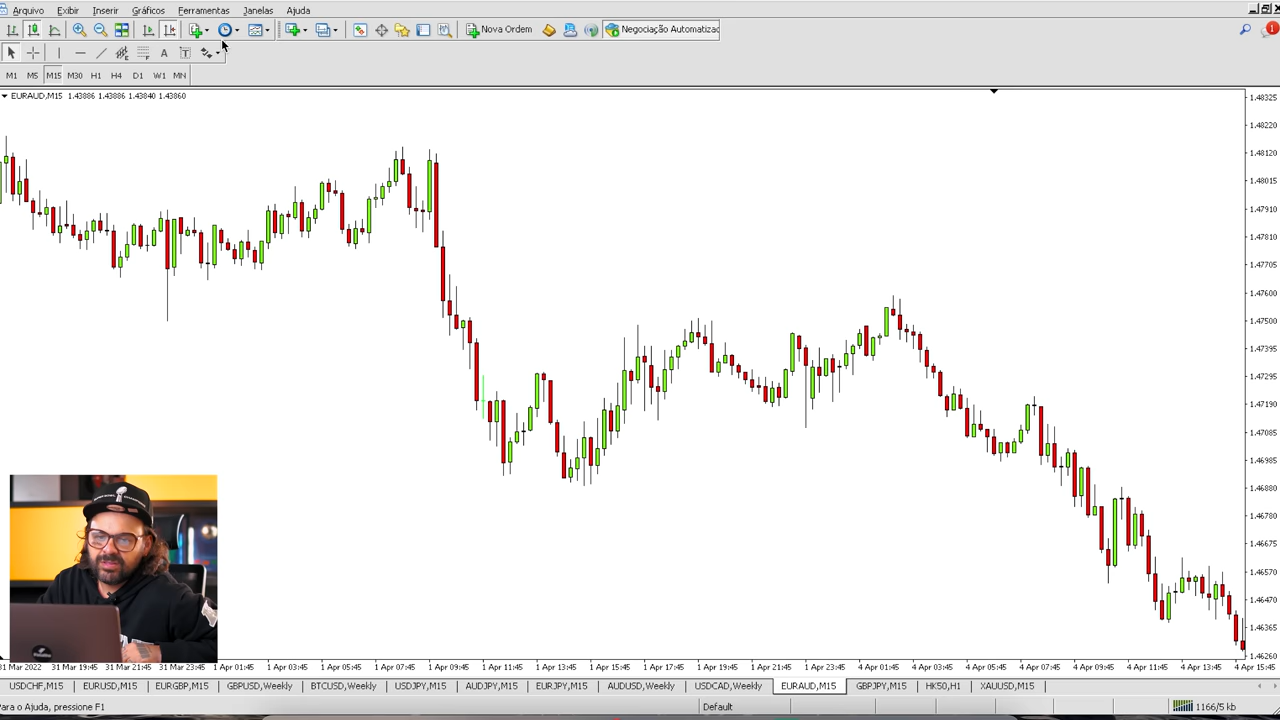 Arquivo Exibir Inserir Gráficos Ferramentas Janelas Ajuda
Nova Ordem Negociação Automatizac 1
A T
M1 M5 M15 M30 H1 H4 D1 W1 MN
EURAUD,M15 1.43886 1.43886 1.43840 1.43860
1.48325
1.48220
1.48120
1.48015
1.47910
1.47810
1.47705
1.47600
1.47500
1.47395
1.47295
1.47190
1.47085
1.46985
1.46880
1.46780
1.46675
1.46570
1.46470
1.46365
1.46260
31 Mar 2022 31 Mar 19:45 31 Mar 21:45 31 Mar 23:45 1 Apr 01:45 1 Apr 03:45 1 Apr 05:45 1 Apr 07:45 1 Apr 09:45 1 Apr 11:45 1 Apr 13:45 1 Apr 15:45 1 Apr 17:45 1 Apr 19:45 1 Apr 21:45 1 Apr 23:45 4 Apr 01:45 4 Apr 03:45 4 Apr 05:45 4 Apr 07:45 4 Apr 09:45 4 Apr 11:45 4 Apr 13:45 4 Apr 15:45
USDCHF,M15 EURUSD,M15 EURGBP,M15 GBPUSD,Weekly BTCUSD,Weekly USDJPY,M15 AUDJPY,M15 EURJPY,M15 AUDUSD,Weekly USDCAD,Weekly EURAUD,M15 GBPJPY,M15 HK50,H1 XAUUSD,M15
Para o Ajuda, pressione F1 Default 1166/5 kb